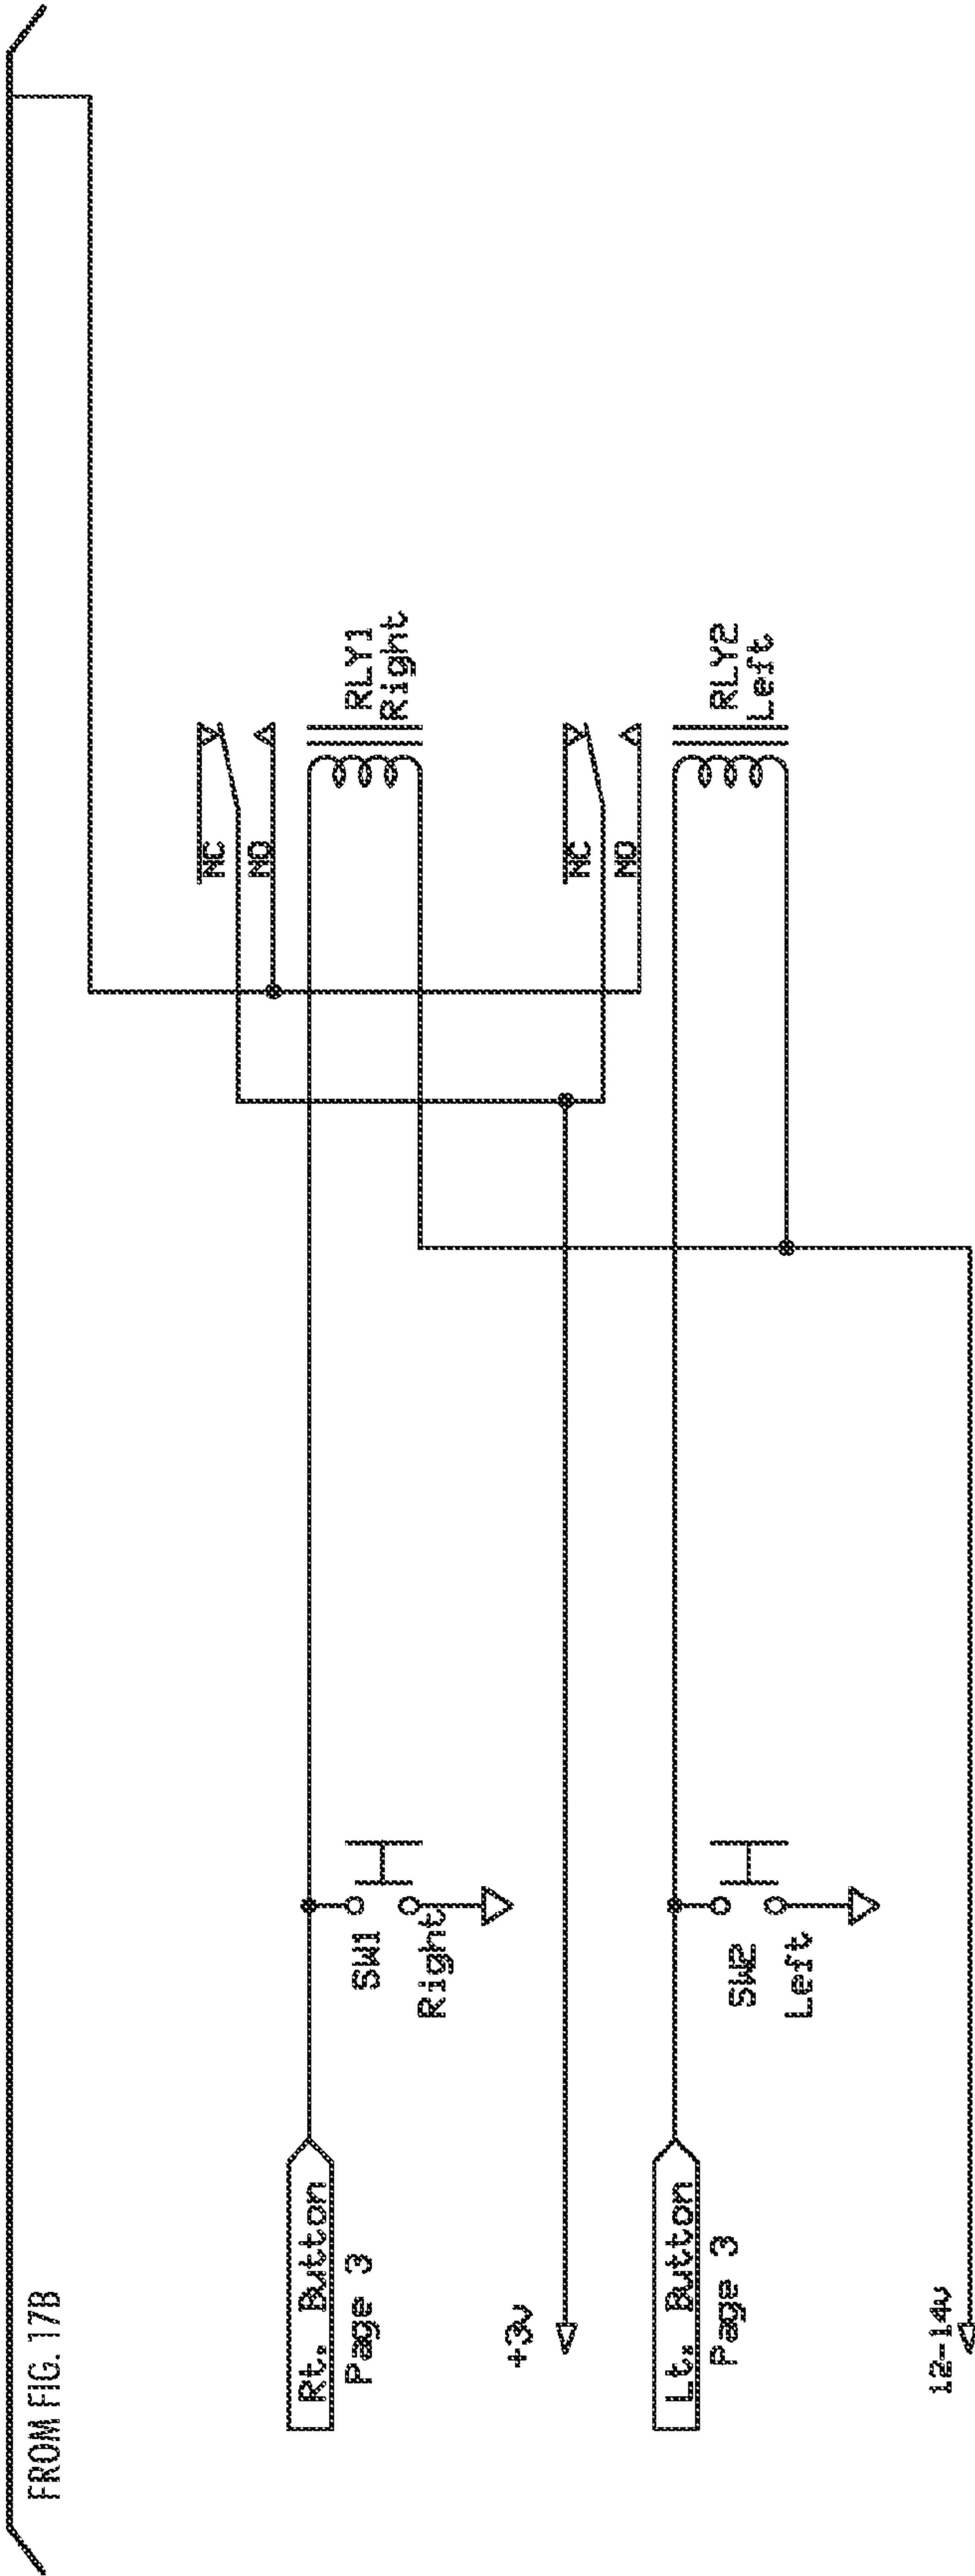 FROM FIG. 17B
Rt. Button
Page 3
SW1
Right
NC
NO
RLY1
Right
+3v
Lt. Button
Page 3
SW2
Left
NC
NO
RLY2
Left
12-14v